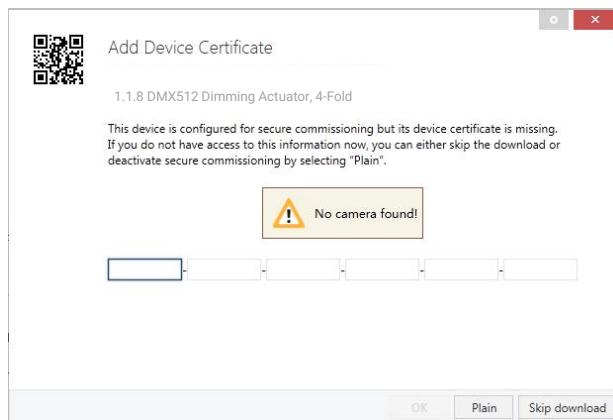 Add Device Certificate
1.1.8 DMX512 Dimming Actuator, 4-Fold
This device is configured for secure commissioning but its device certificate is missing.
If you do not have access to this information now, you can either skip the download or
deactivate secure commissioning by selecting "Plain".
No camera found!
- - - - -
OK Plain Skip download